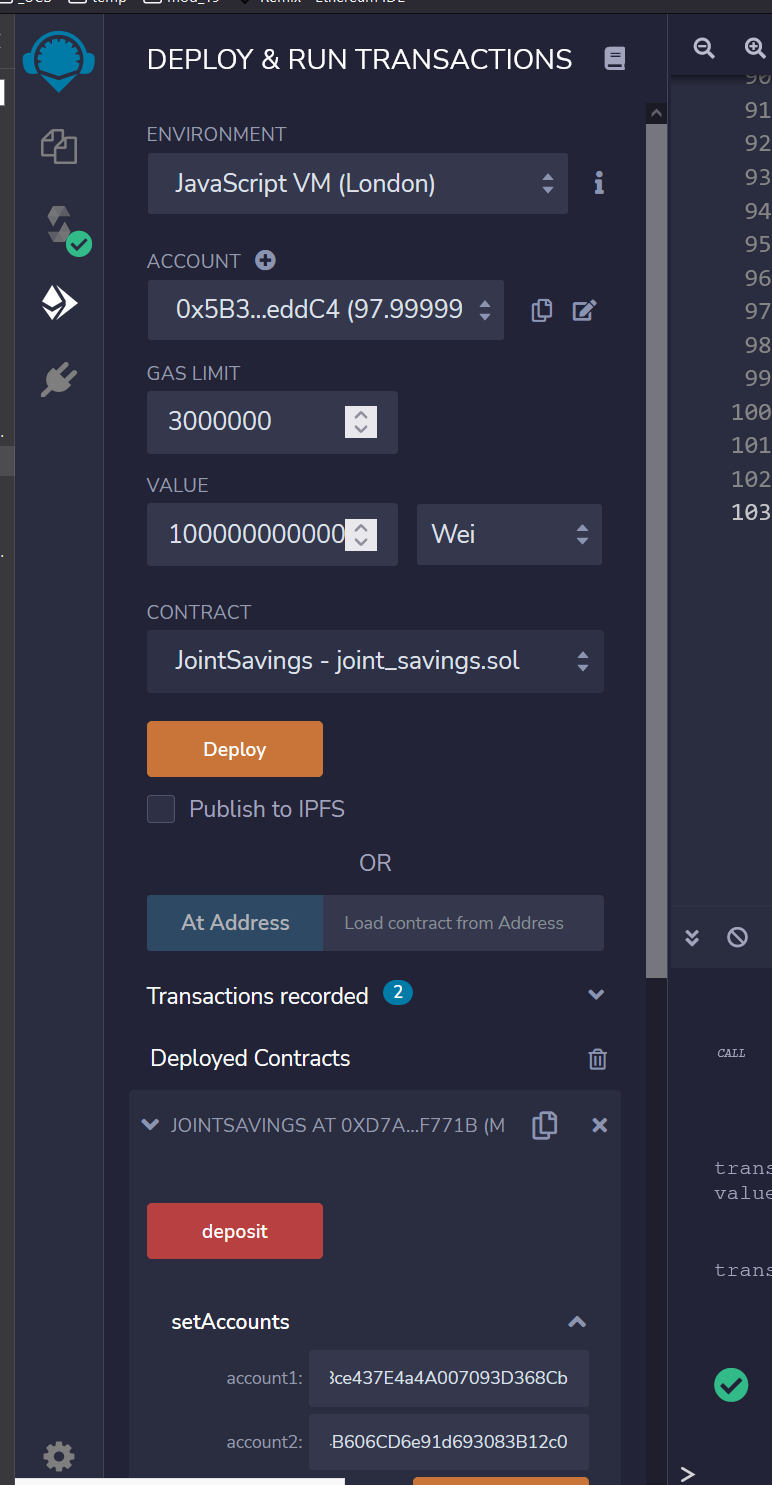 DEPLOY & RUN TRANSACTIONS
ENVIRONMENT
JavaScript VM (London)
ACCOUNT
0x5B3...eddC4 (97.99999
GAS LIMIT
3000000
VALUE
100000000000
Wei
CONTRACT
JointSavings - joint_savings.sol
Deploy
Publish to IPFS
OR
At Address
Load contract from Address
Transactions recorded 2
Deployed Contracts
JOINTSAVINGS AT 0XD7A...F771B (M
deposit
setAccounts
account1:
3ce437E4a4A007093D368Cb
account2:
B606CD6e91d693083B12c0
91
92
93
94
95
96
97
98
99
100
101
102
103
CALL
trans
value
trans
>